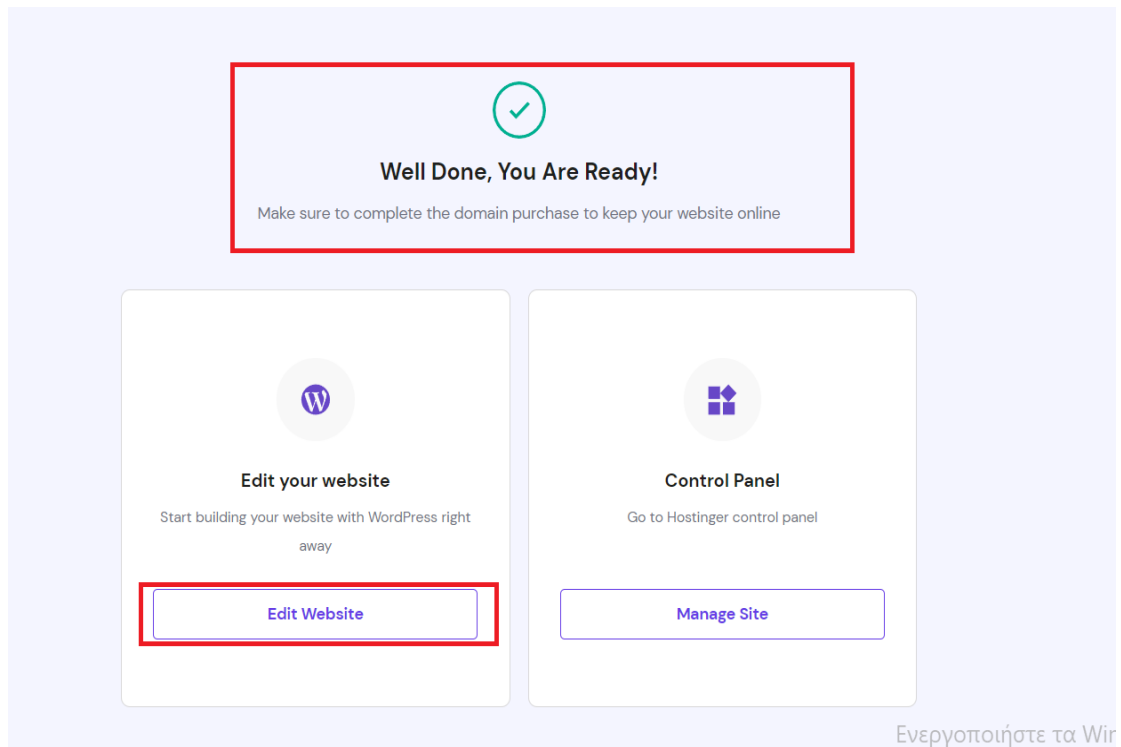 Well Done, You Are Ready!
Make sure to complete the domain purchase to keep your website online
Edit your website
Start building your website with WordPress right
away
Edit Website
Control Panel
Go to Hostinger control panel
Manage Site
Ενεργοποιήστε τα Win